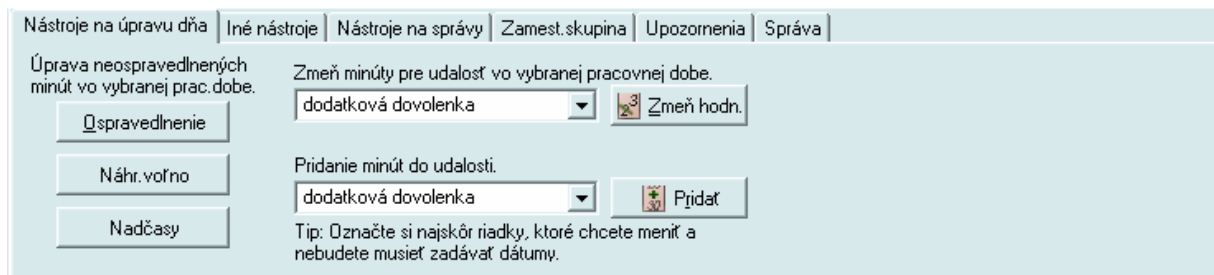 Nástroje na úpravu dňa Iné nástroje Nástroje na správy Zamest.skupina Upozornenia Správa
Úprava neospravedlnených
minút vo vybranej prac.dobe.
Ospravedlnenie
Náhr.voľno
Nadčasy
Zmeň minúty pre udalosť vo vybranej pracovnej dobe.
dodatková dovolenka
Zmeň hodn.
Pridanie minút do udalosti.
dodatková dovolenka
Pridať
Tip: Označte si najskôr riadky, ktoré chcete meniť a
nebudete musieť zadávať dátumy.